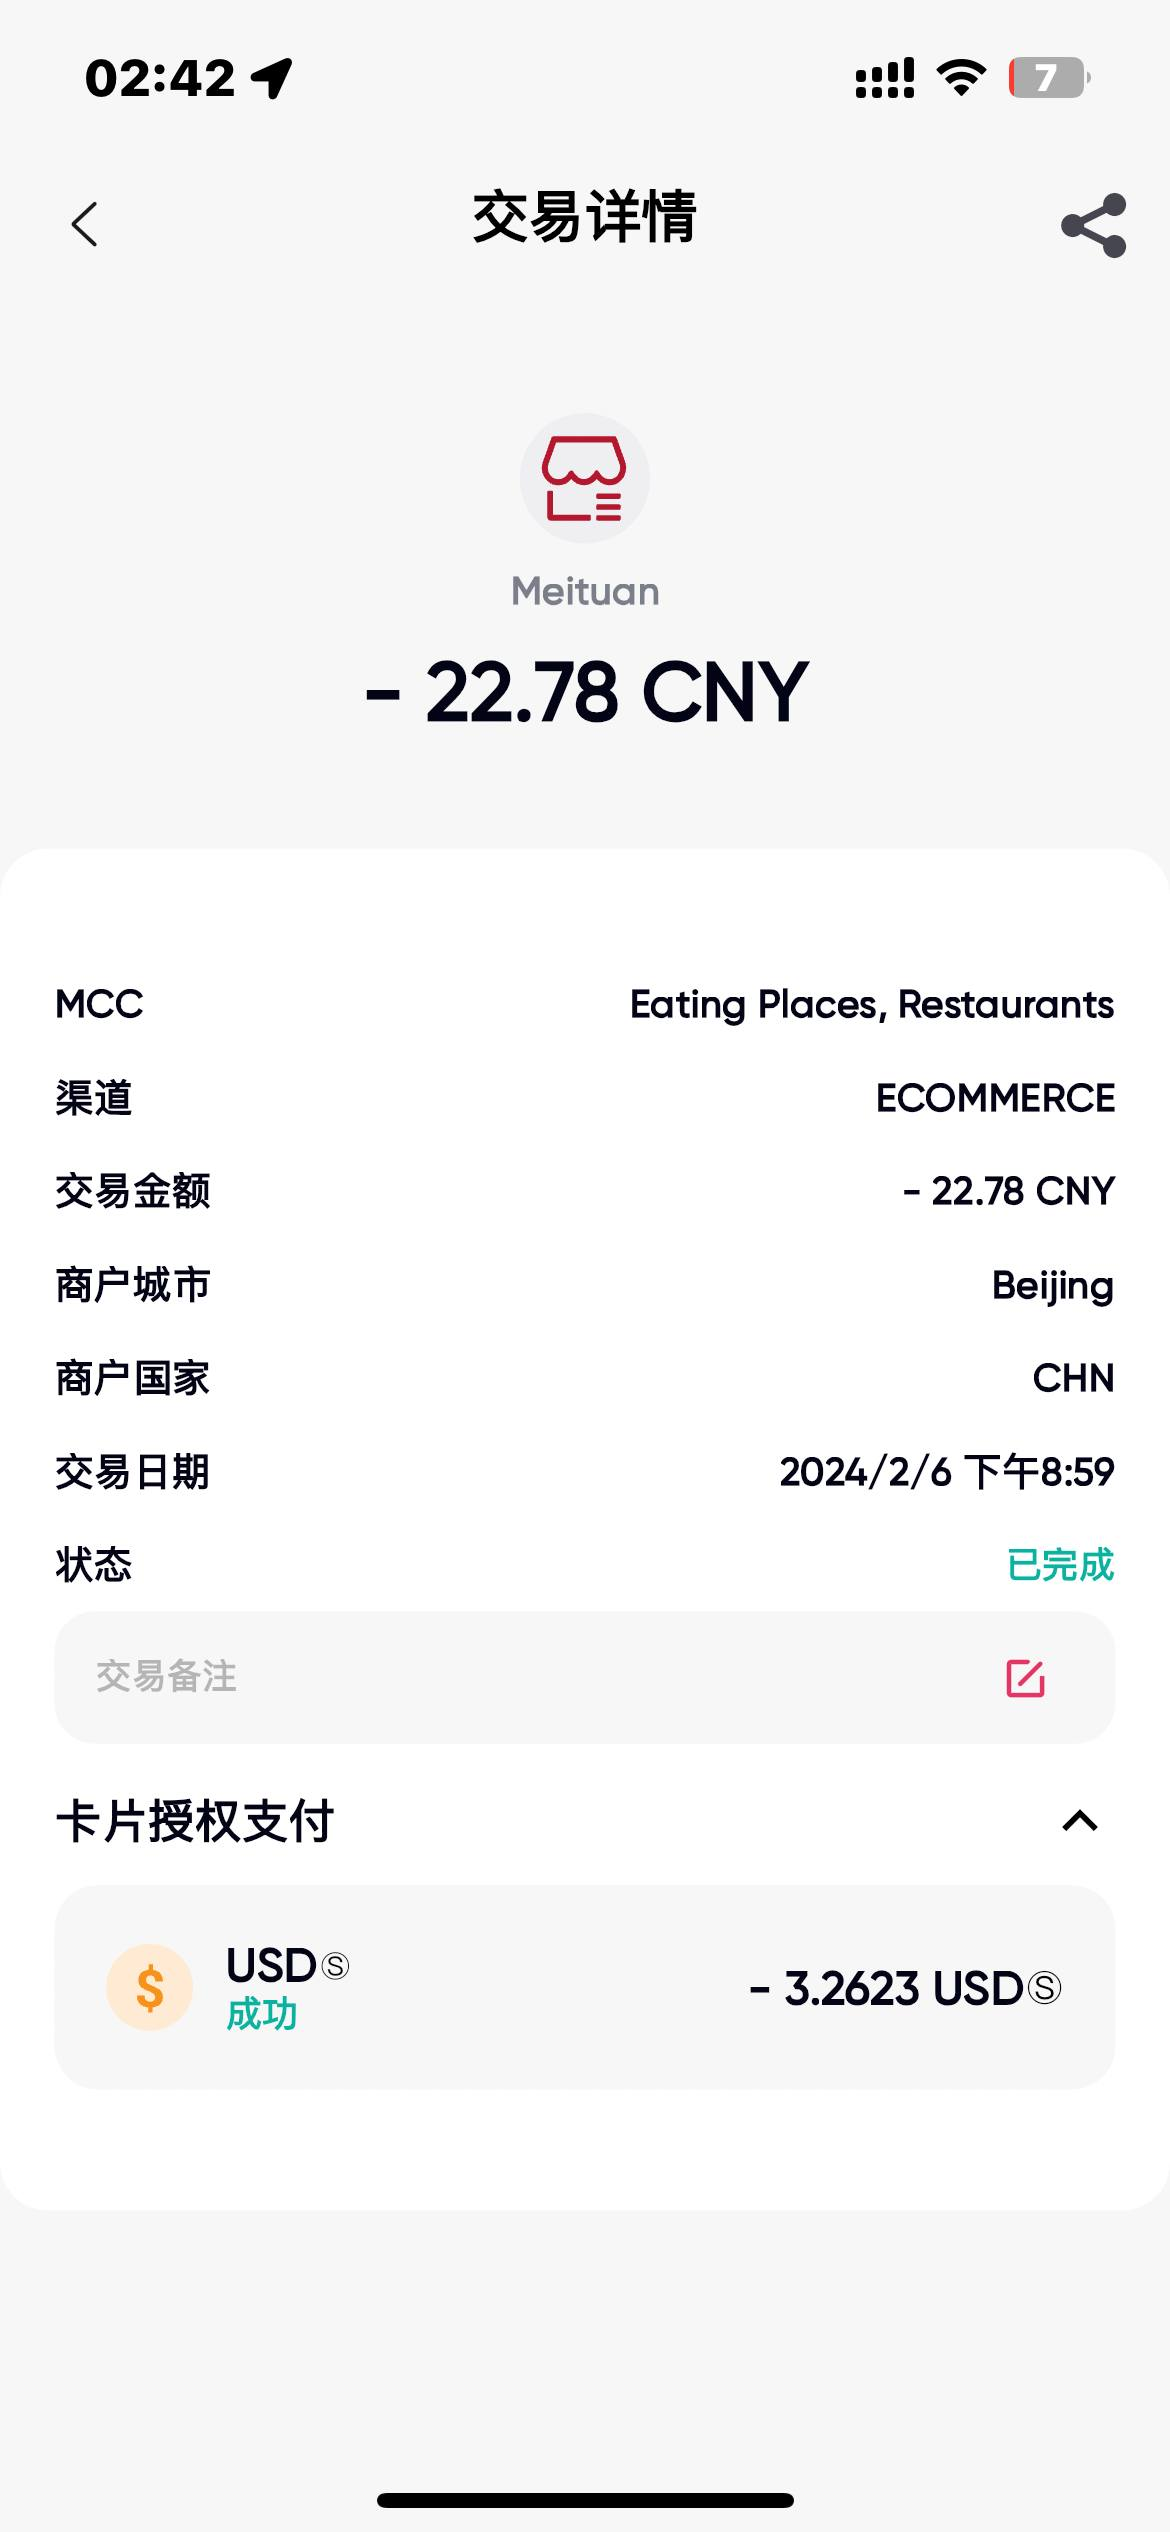 02:42
7
交易详情
Meituan
- 22.78 CNY
MCC Eating Places, Restaurants
渠道 ECOMMERCE
交易金额 - 22.78 CNY
商户城市 Beijing
商户国家 CHN
交易日期 2024/2/6 下午8:59
状态 已完成
交易备注
卡片授权支付
$
USDⓈ
成功
- 3.2623 USDⓈ